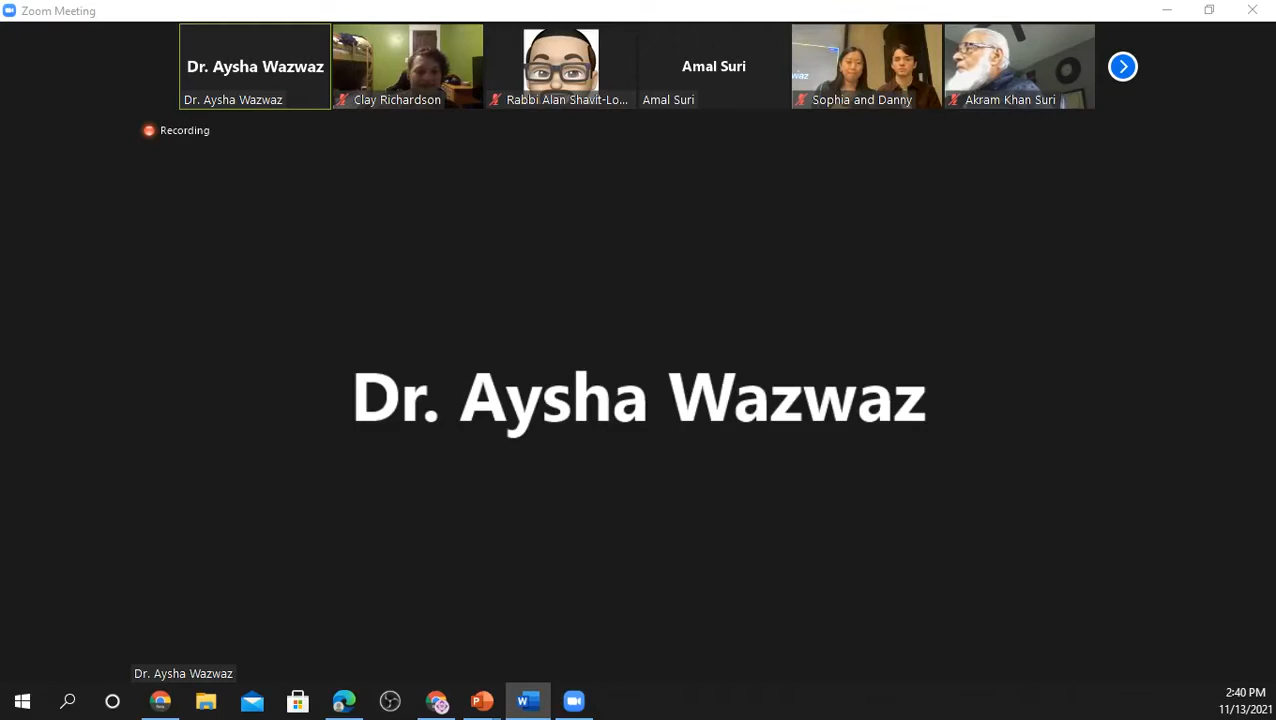 Zoom Meeting
Dr. Aysha Wazwaz
Amal Suri
Dr. Aysha Wazwaz
Clay Richardson
Rabbi Alan Shavit-Lo...
Amal Suri
Sophia and Danny
Akram Khan Suri
Recording
Dr. Aysha Wazwaz
Dr. Aysha Wazwaz
2:40 PM
11/13/2021